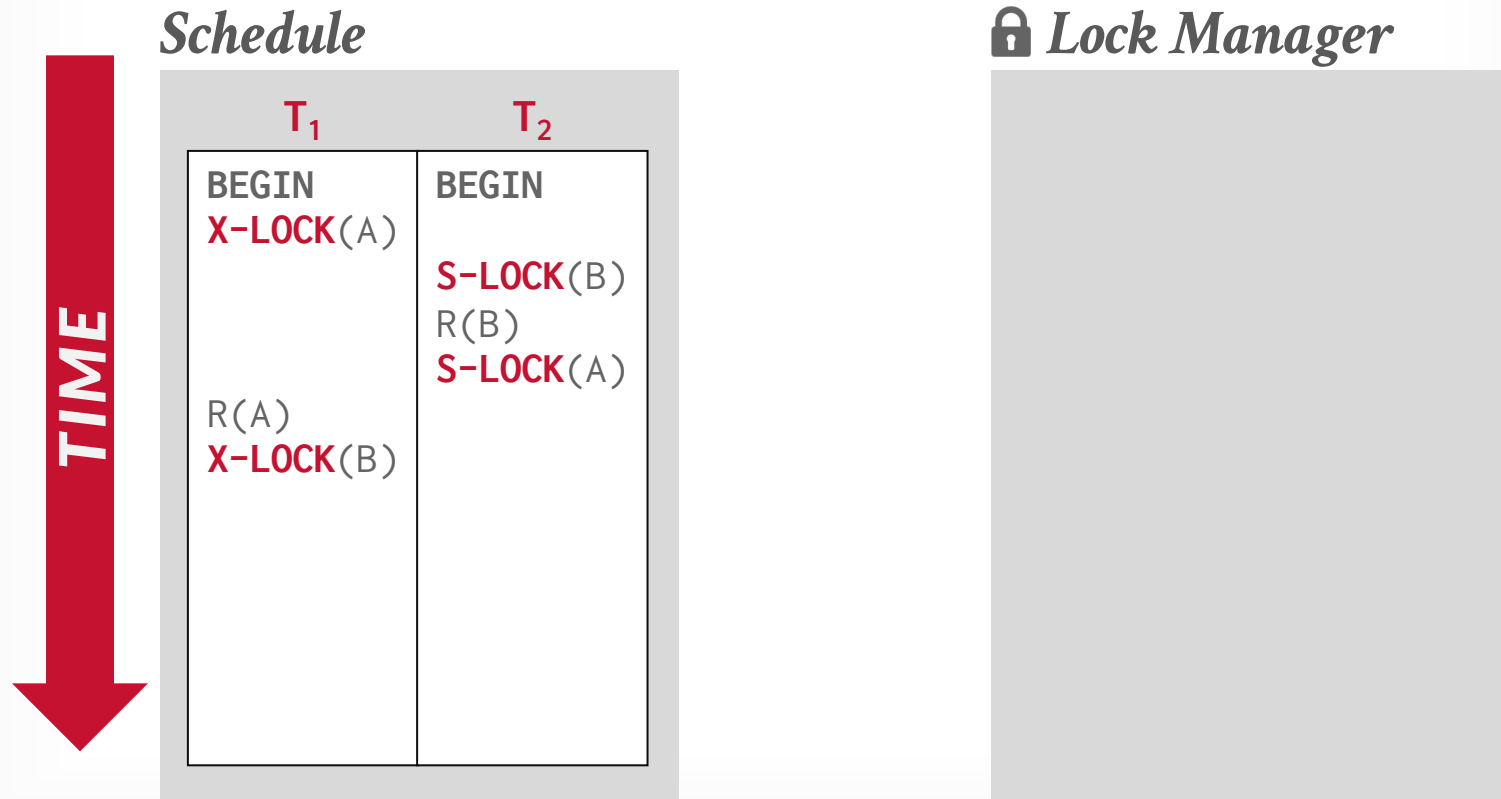 Schedule
Lock Manager
TIME
T1 T2
BEGIN BEGIN
X-LOCK(A)
S-LOCK(B)
R(B)
S-LOCK(A)
R(A)
X-LOCK(B)